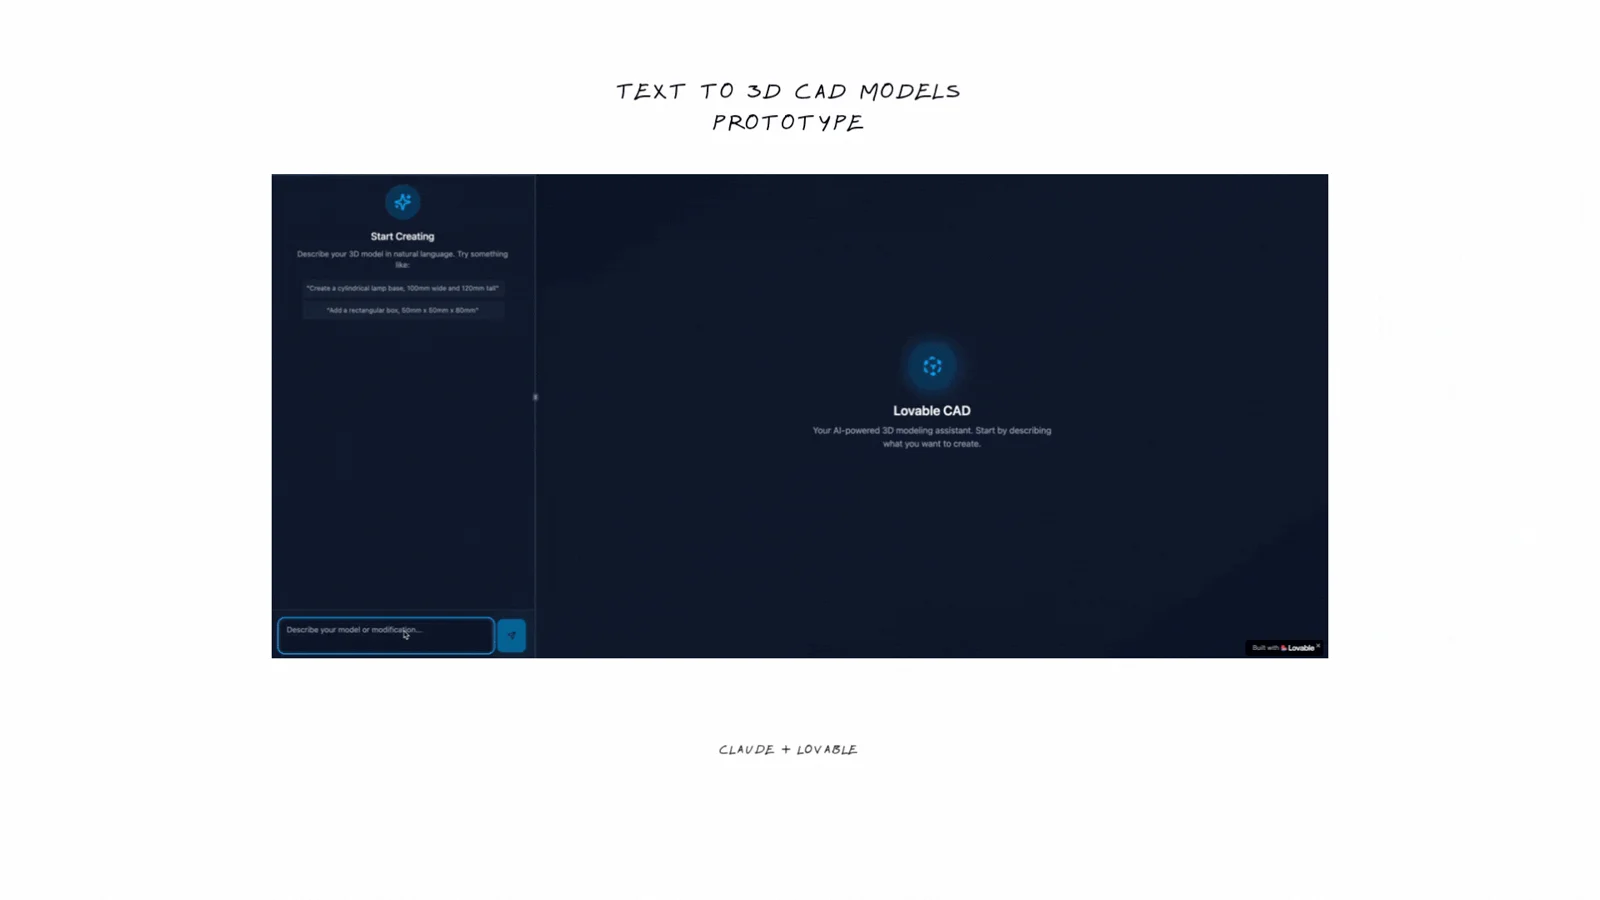 TEXT TO 3D CAD MODELS
PROTOTYPE
Start Creating
Describe your 3D model in natural language. Try something
like:
"Create a cylindrical lamp base, 100mm wide and 120mm tall"
"Add a rectangular box, 50mm x 50mm x 80mm"
Lovable CAD
Your AI-powered 3D modeling assistant. Start by describing
what you want to create.
Describe your model or modification...
Built with Lovable
CLAUDE + LOVABLE